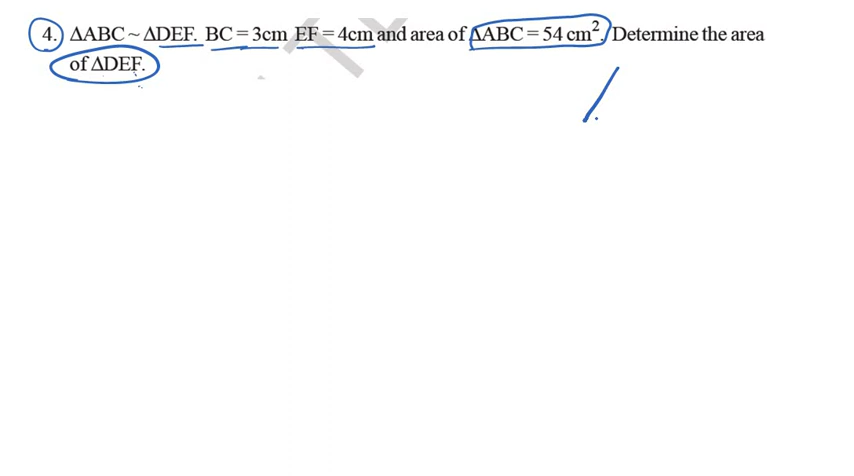 4. ΔABC ~ ΔDEF. BC = 3cm EF = 4cm and area of ΔABC = 54 cm². Determine the area
of ΔDEF.